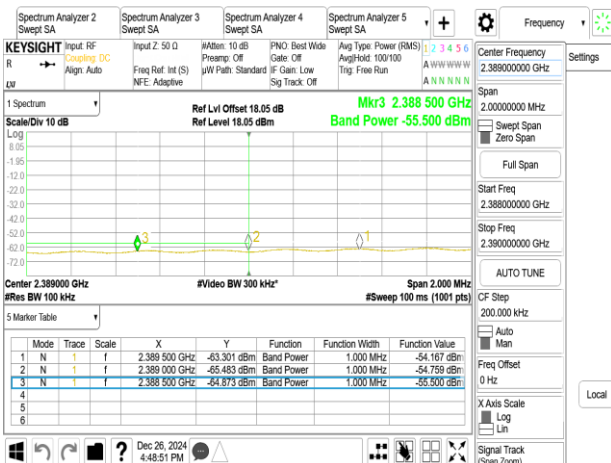 Spectrum Analyzer 2
Swept SA
Spectrum Analyzer 3
Swept SA
Spectrum Analyzer 4
Swept SA
Spectrum Analyzer 5
Swept SA
Frequency
KEYSIGHT
R
LXI
Input: RF
Coupling: DC
Align: Auto
Input Z: 50 Ω
Freq Ref: Int (S)
NFE: Adaptive
#Atten: 10 dB
Preamp: Off
µW Path: Standard
PNO: Best Wide
Gate: Off
IF Gain: Low
Sig Track: Off
Avg Type: Power (RMS)
Avg|Hold: 100/100
Trig: Free Run
1 2 3 4 5 6
A W W W W W
A N N N N N
1 Spectrum
Scale/Div 10 dB
Ref Lvl Offset 18.05 dB
Ref Level 18.05 dBm
Mkr3 2.388 500 GHz
Band Power -55.500 dBm
Log
8.05
-1.95
-12.0
-22.0
-32.0
-42.0
-52.0
-62.0
-72.0
3
2
1
Center 2.389000 GHz
#Video BW 300 kHz*
Span 2.000 MHz
#Res BW 100 kHz
#Sweep 100 ms (1001 pts)
5 Marker Table
Mode Trace Scale X Y Function Function Width Function Value
1 N 1 f 2.389 500 GHz -63.301 dBm Band Power 1.000 MHz -54.167 dBm
2 N 1 f 2.389 000 GHz -65.483 dBm Band Power 1.000 MHz -54.759 dBm
3 N 1 f 2.388 500 GHz -64.873 dBm Band Power 1.000 MHz -55.500 dBm
4
5
6
Dec 26, 2024
4:48:51 PM
Center Frequency
2.389000000 GHz
Span
2.00000000 MHz
Swept Span
Zero Span
Full Span
Start Freq
2.388000000 GHz
Stop Freq
2.390000000 GHz
AUTO TUNE
CF Step
200.000 kHz
Auto
Man
Freq Offset
0 Hz
X Axis Scale
Log
Lin
Signal Track
(Span Zoom)
Settings
Local